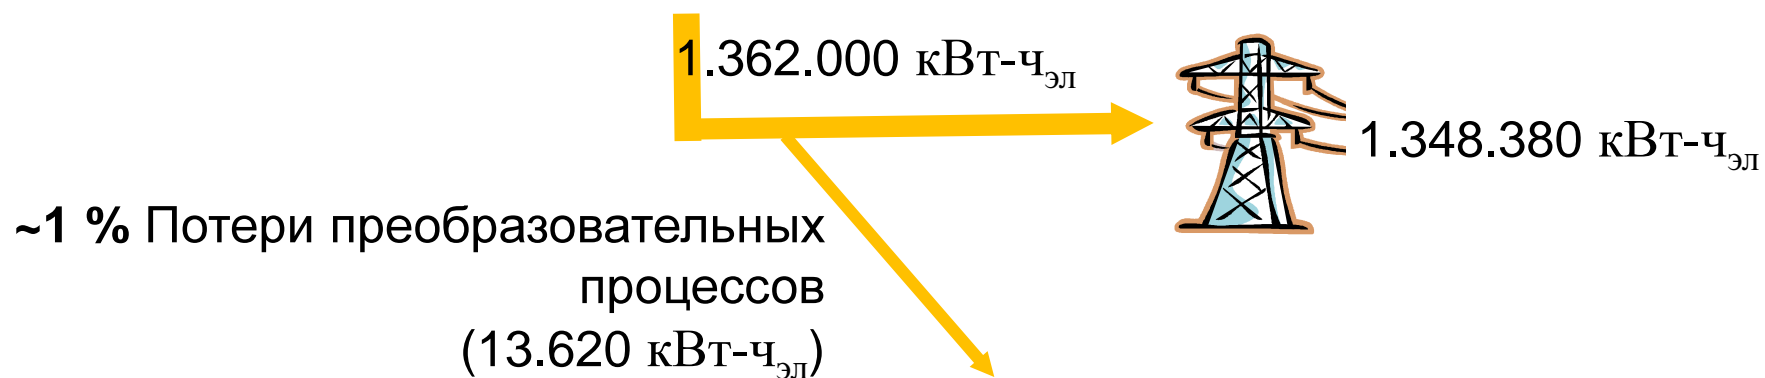 1.362.000 кВт-чэл
1.348.380 кВт-чэл
~1 % Потери преобразовательных
процессов
(13.620 кВт-чэл)